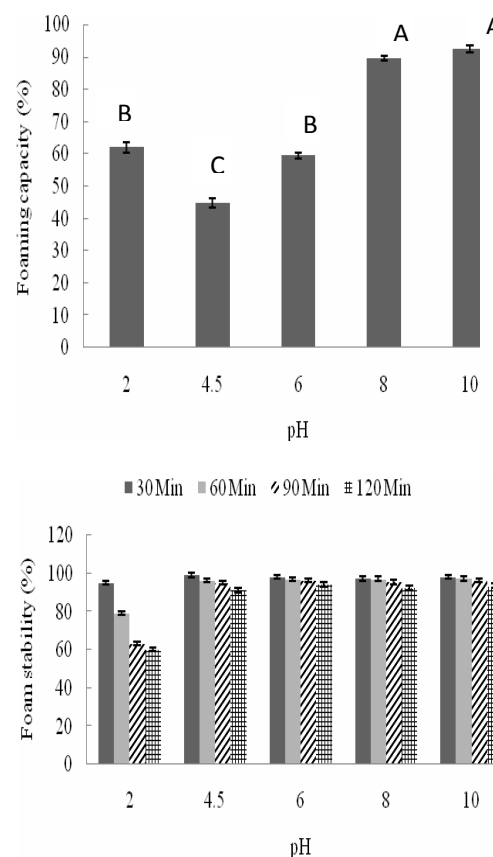 Foaming capacity (%)
100
90
80
70
60
50
40
30
20
10
0
B
C
B
A
A
2 4.5 6 8 10
pH
30Min 60Min 90Min 120Min
Foam stability (%)
120
100
80
60
40
20
0
2 4.5 6 8 10
pH